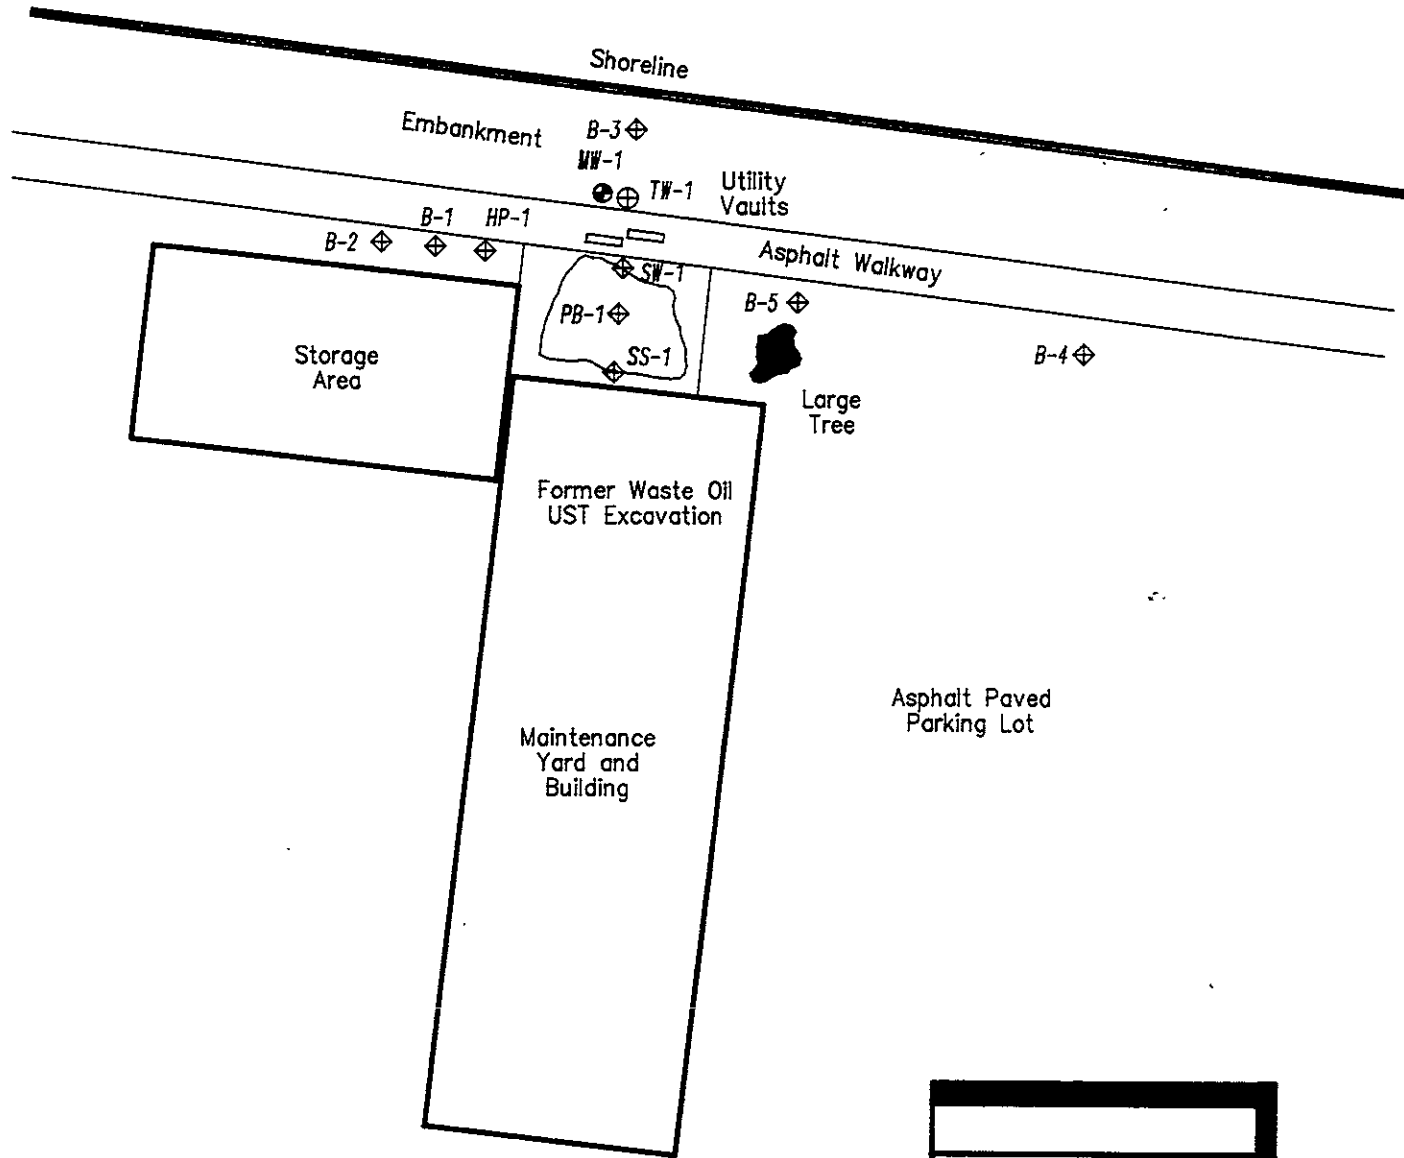 Shoreline
Embankment
B-3
MW-1
TW-1
Utility
Vaults
B-1
HP-1
B-2
Asphalt Walkway
SW-1
B-5
PB-1
B-4
SS-1
Storage
Area
Large
Tree
Former Waste Oil
UST Excavation
Asphalt Paved
Parking Lot
Maintenance
Yard and
Building